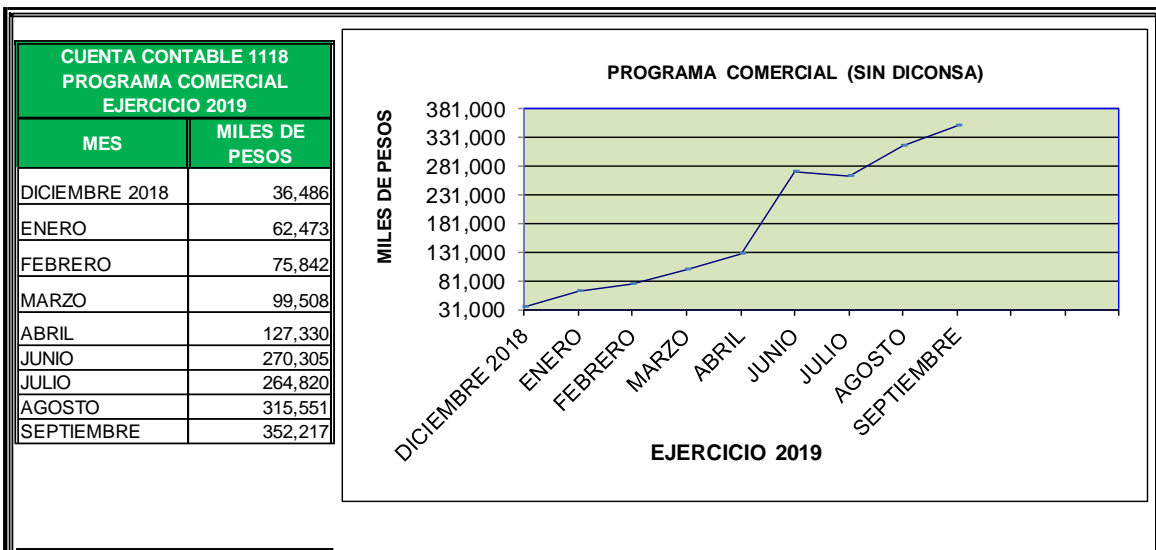 CUENTA CONTABLE 1118
PROGRAMA COMERCIAL
EJERCICIO 2019
MES MILES DE PESOS
DICIEMBRE 2018 36,486
ENERO 62,473
FEBRERO 75,842
MARZO 99,508
ABRIL 127,330
JUNIO 270,305
JULIO 264,820
AGOSTO 315,551
SEPTIEMBRE 352,217
PROGRAMA COMERCIAL (SIN DICONSA)
MILES DE PESOS
381,000
331,000
281,000
231,000
181,000
131,000
81,000
31,000
DICIEMBRE 2018
ENERO
FEBRERO
MARZO
ABRIL
JUNIO
JULIO
AGOSTO
SEPTIEMBRE
EJERCICIO 2019